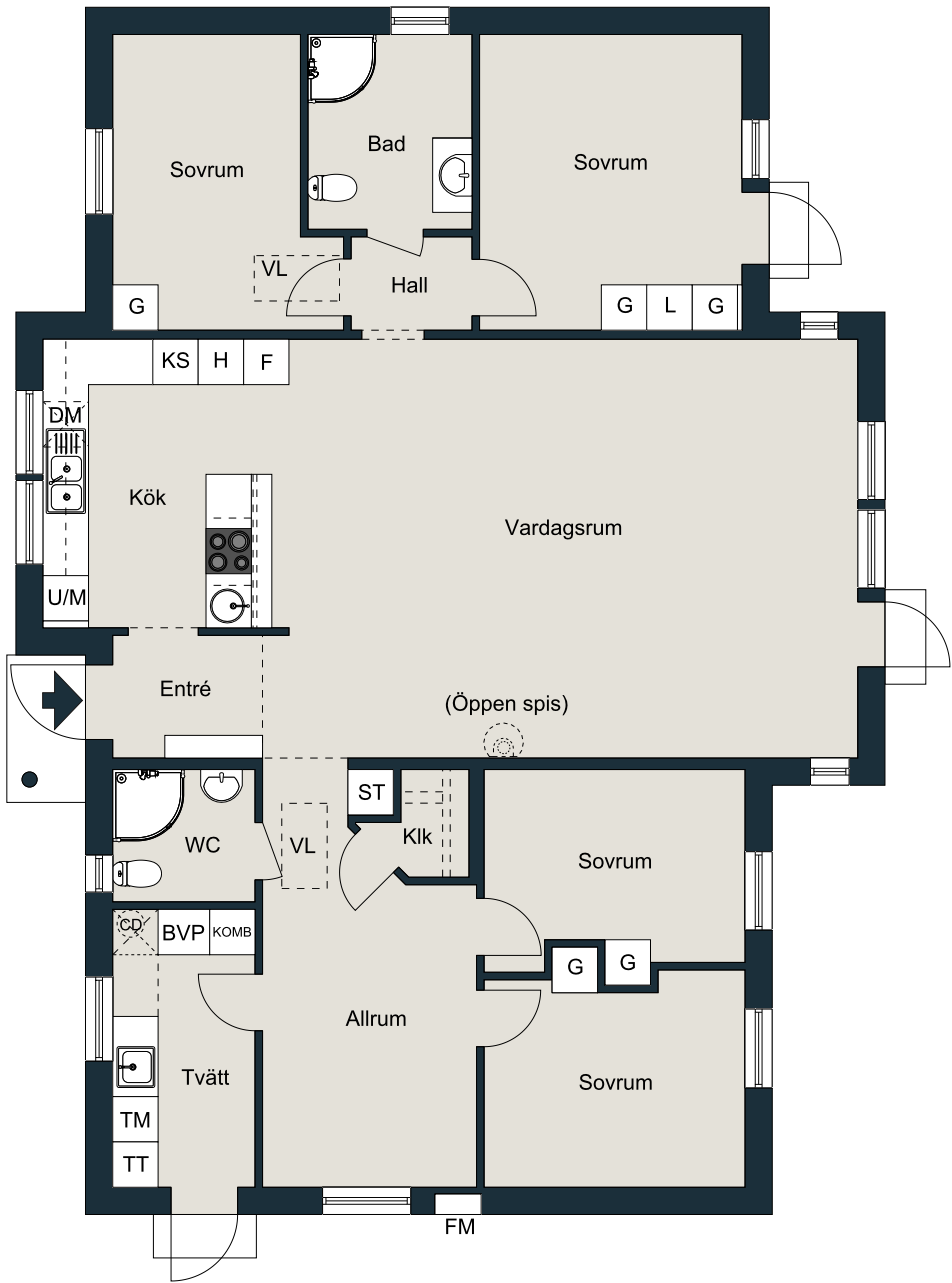 Bad
Sovrum
Sovrum
VL
Hall
G
G
L
G
KS
H
F
DM
Kök
Vardagsrum
U/M
Entré
(Öppen spis)
ST
Klk
WC
VL
Sovrum
CD
BVP
KOMB
G
G
Allrum
Tvätt
Sovrum
TM
TT
FM